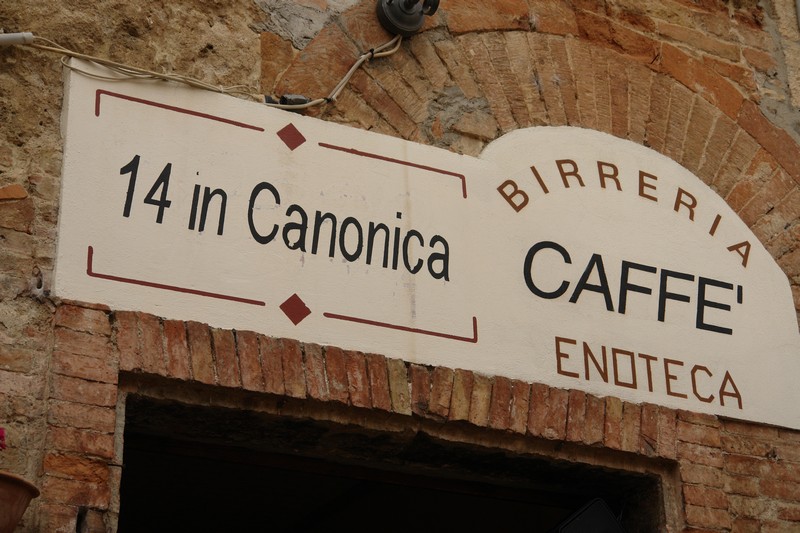 14 in Canonica
BIRRERIA
CAFFE'
ENOTECA